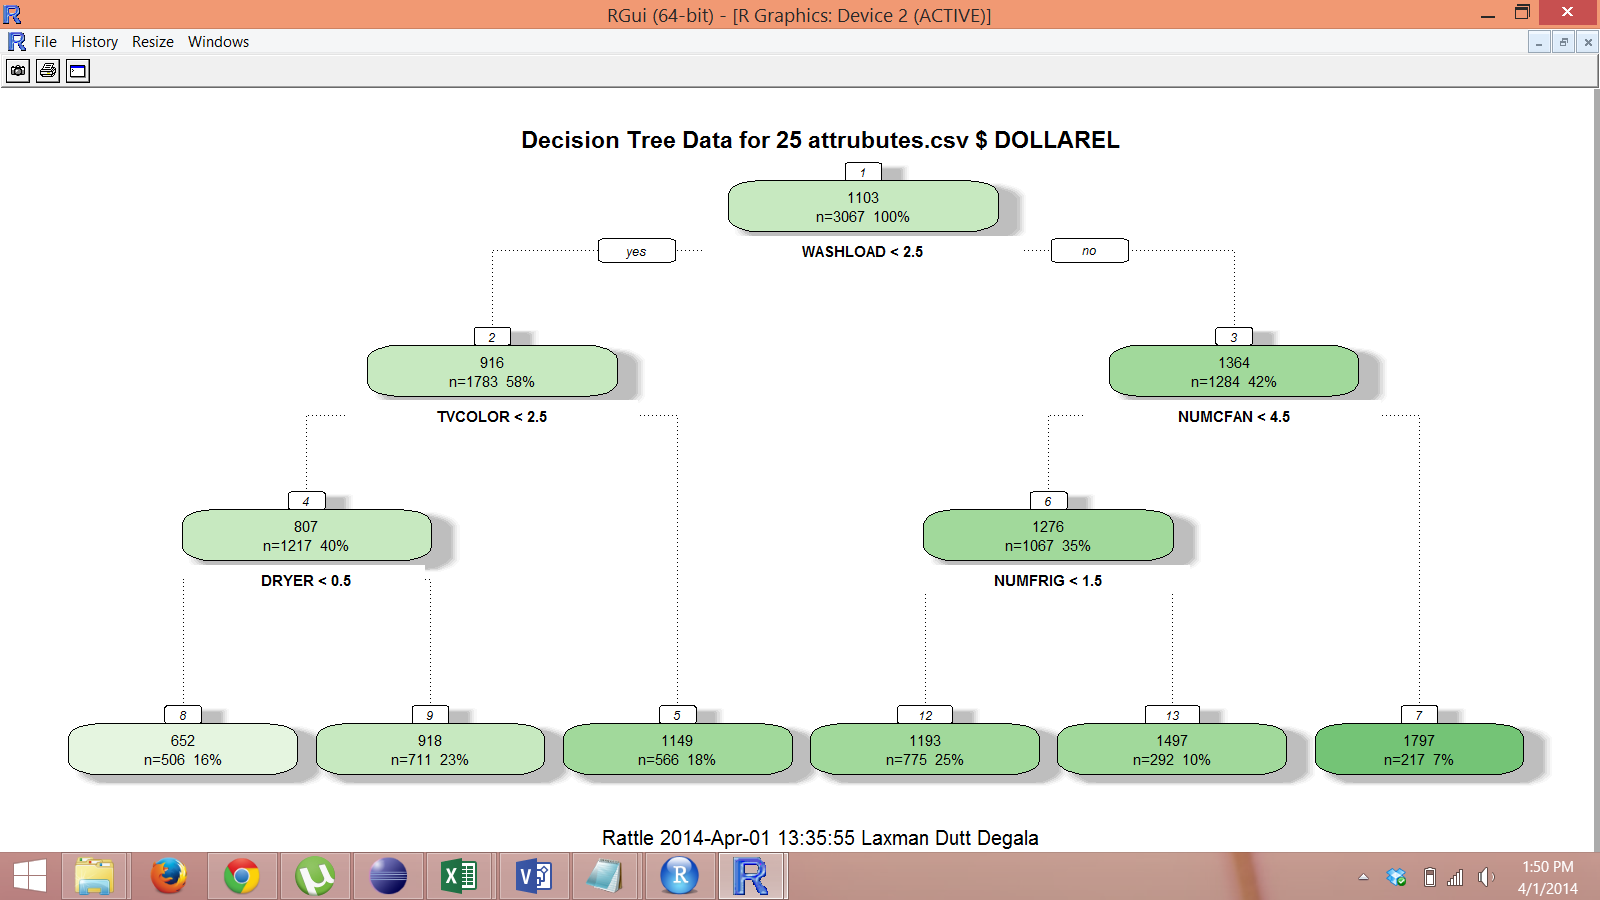 RGui (64-bit) - [R Graphics: Device 2 (ACTIVE)]
File History Resize Windows
Decision Tree Data for 25 attrubutes.csv $ DOLLAREL
1
1103
n=3067 100%
yes
WASHLOAD < 2.5
no
2
916
n=1783 58%
TVCOLOR < 2.5
3
1364
n=1284 42%
NUMCFAN < 4.5
4
807
n=1217 40%
DRYER < 0.5
6
1276
n=1067 35%
NUMFRIG < 1.5
8
652
n=506 16%
9
918
n=711 23%
5
1149
n=566 18%
12
1193
n=775 25%
13
1497
n=292 10%
7
1797
n=217 7%
Rattle 2014-Apr-01 13:35:55 Laxman Dutt Degala
1:50 PM
4/1/2014